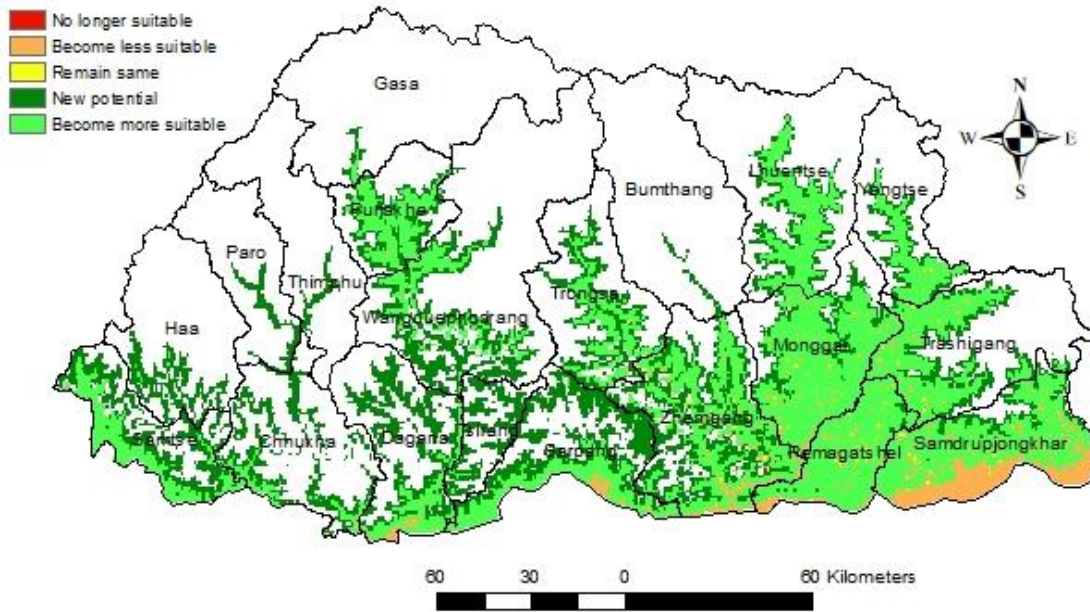 No longer suitable
Become less suitable
Remain same
New potential
Become more suitable
N
W E
S
Gasa
Lhuentse
Yangtse
Bumthang
Punakha
Paro
Thimphu
Trongsa
Wangduephodrang
Haa
Monggar
Trashigang
Zhemgang
Samtse
Chhukha
Dagana
Tsirang
Sarpang
Pemagatshel
Samdrupjongkhar
60 30 0 60 Kilometers